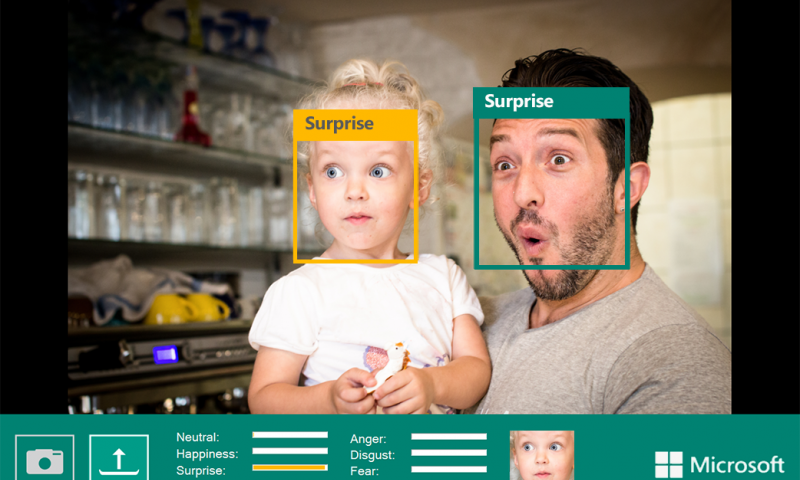 Surprise
Surprise
Neutral:
Happiness:
Surprise:
Anger:
Disgust:
Fear:
Microsoft